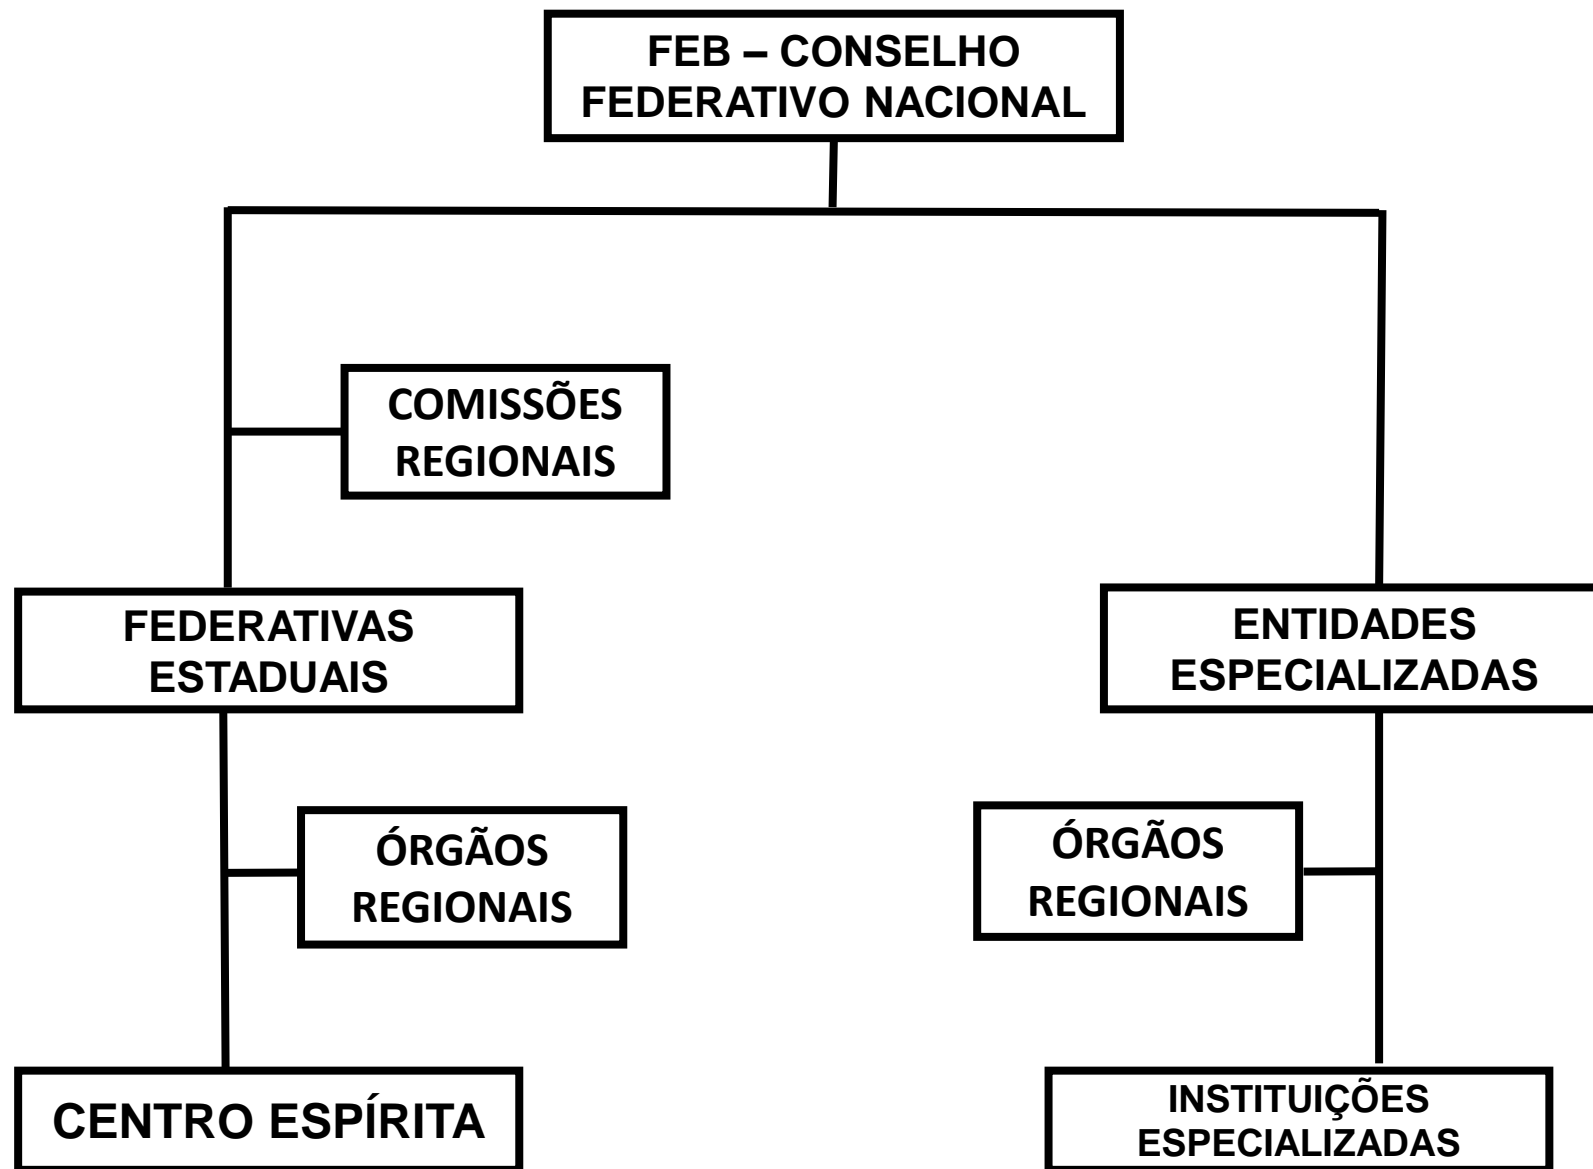 FEB – CONSELHO
FEDERATIVO NACIONAL
COMISSÕES
REGIONAIS
FEDERATIVAS
ESTADUAIS
ENTIDADES
ESPECIALIZADAS
ÓRGÃOS
REGIONAIS
ÓRGÃOS
REGIONAIS
CENTRO ESPÍRITA
INSTITUIÇÕES
ESPECIALIZADAS